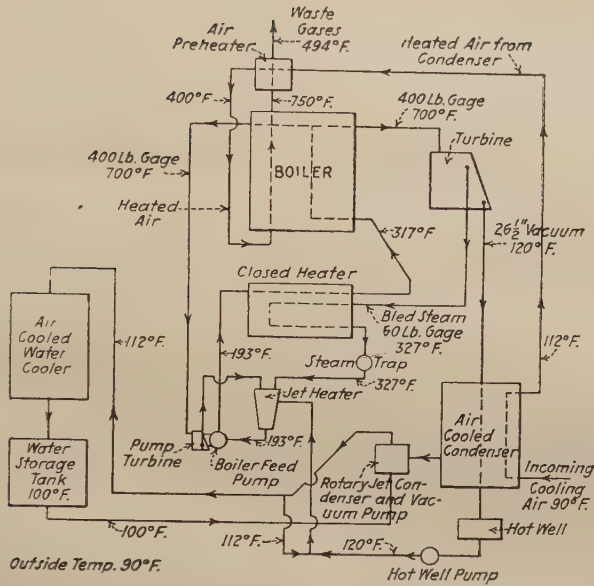 Waste
Gases
494°F.
Air
Preheater
Heated Air from
Condenser
400°F.
750°F.
400 Lb. Gage
700°F.
Turbine
400 Lb. Gage
700°F
BOILER
Heated
Air
317°F
26½" Vacuum
120°F.
Closed Heater
Air
Cooled
Water
Cooler
112°F.
193°F.
Bled Steam
60 Lb. Gage
327°F.
Steam Trap
327°F.
112°F.
Jet Heater
193°F.
Water
Storage
Tank
100°F.
Pump
Turbine
Boiler Feed
Pump
Air
Cooled
Condenser
Rotary Jet Con-
denser and Vac-
uum Pump
Incoming
Cooling
Air 90°F.
100°F.
112°F.
120°F.
Hot Well
Hot Well Pump
Outside Temp. 90°F.